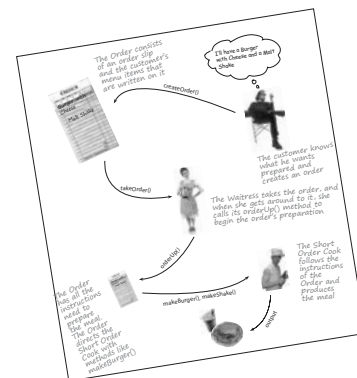 The Order consists
of an order slip
and the customer's
menu items that
are written on it
I'll have a Burger
with Cheese and a Malt
Shake
createOrder()
Burger with
Cheese
Malt Shake
The customer knows
what he wants
prepared and
creates an order
takeOrder()
The Waitress takes the order, and
when she gets around to it, she
calls its orderUp() method to
begin the order's preparation
orderUp()
The Order
has all the
instructions
need to
prepare
the meal.
The Order
directs the
Short Order
Cook with
methods like
makeBurger()
makeBurger(), makeShake()
The Short
Order Cook
follows the
instructions
of the
Order and
produces
the meal
output